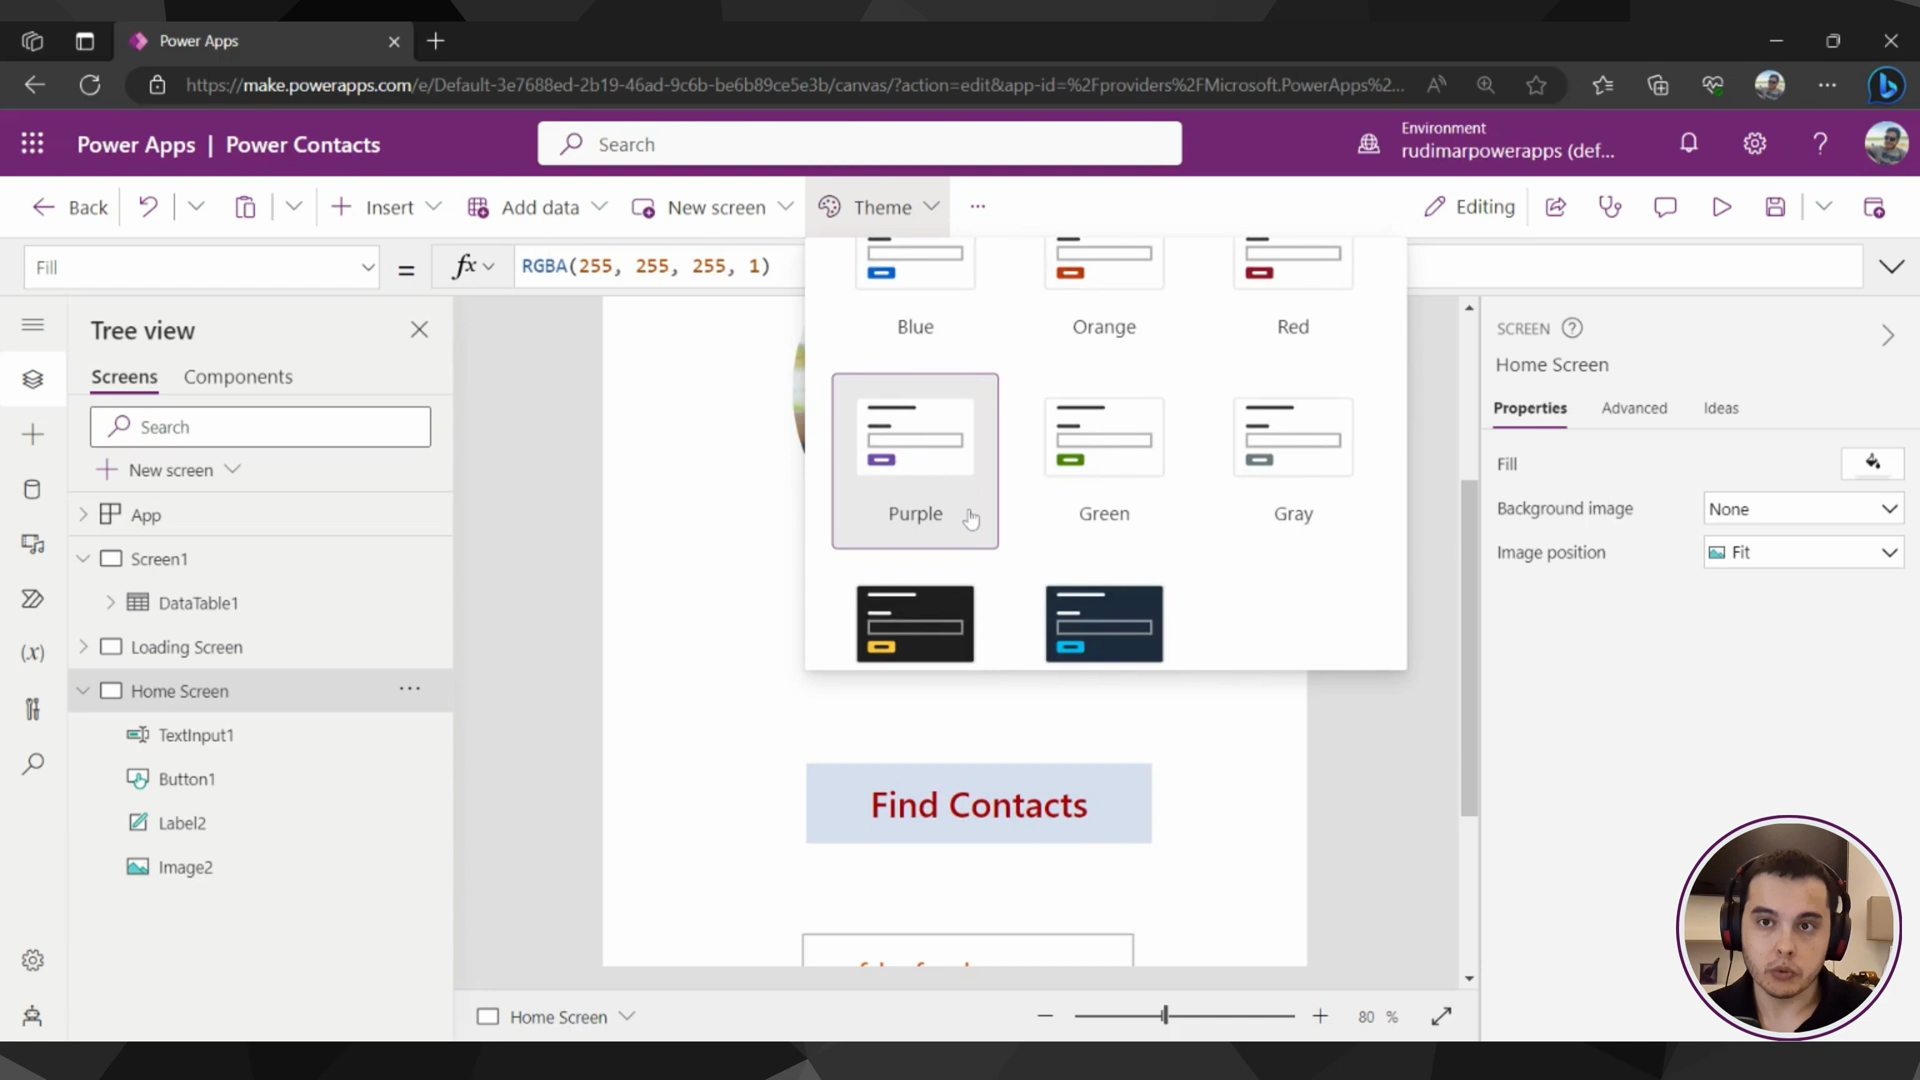 Power Apps
https://make.powerapps.com/e/Default-3e7688ed-2b19-46ad-9c6b-be6b89ce5e3b/canvas/?action=edit&app-id=%2Fproviders%2FMicrosoft.PowerApps%2...
Power Apps | Power Contacts
Search
Environment
rudimarpowerapps (def...
Back
Insert
Add data
New screen
Theme
Editing
Fill
=
fx
RGBA(255, 255, 255, 1)
Tree view
Screens
Components
Search
New screen
App
Screen1
DataTable1
Loading Screen
Home Screen
TextInput1
Button1
Label2
Image2
Blue
Orange
Red
Purple
Green
Gray
Find Contacts
SCREEN
Home Screen
Properties
Advanced
Ideas
Fill
Background image
None
Image position
Fit
Home Screen
80 %